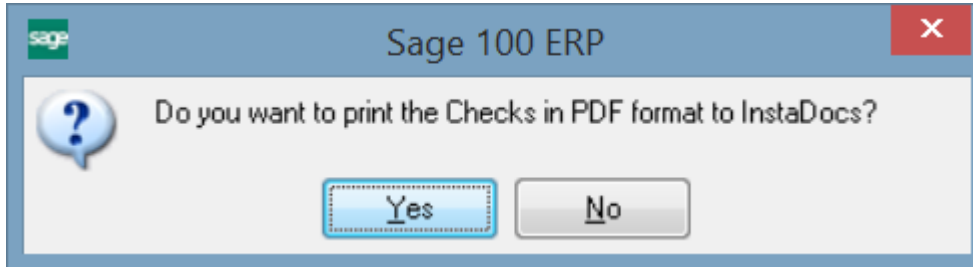 sage
Sage 100 ERP
Do you want to print the Checks in PDF format to InstaDocs?
Yes
No